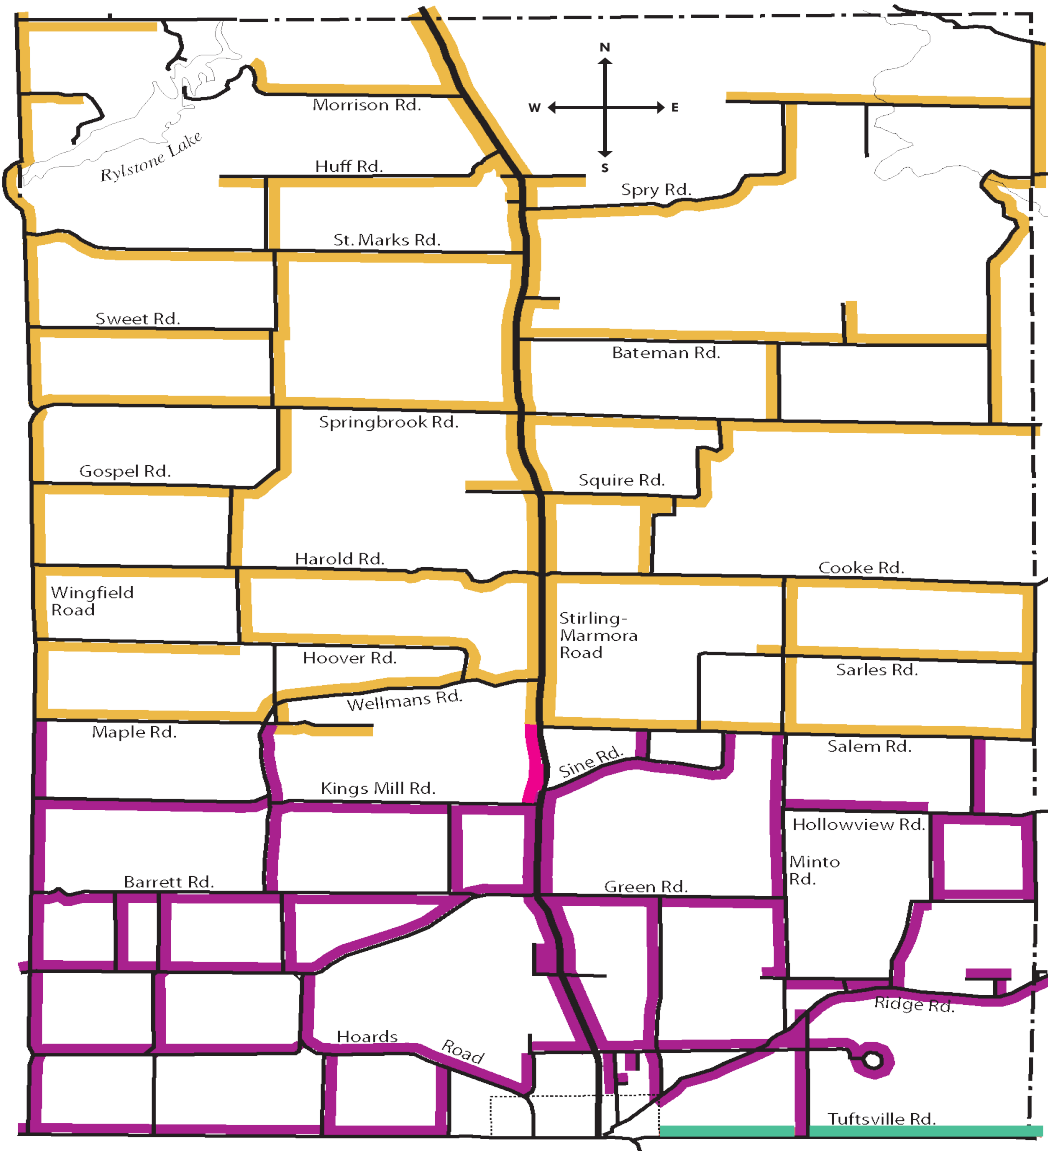 N
W E
S
Morrison Rd.
Rylstone Lake
Huff Rd.
Spry Rd.
St. Marks Rd.
Sweet Rd.
Bateman Rd.
Springbrook Rd.
Gospel Rd.
Squire Rd.
Harold Rd.
Cooke Rd.
Wingfield
Road
Stirling-
Marmora
Road
Hoover Rd.
Sarles Rd.
Wellmans Rd.
Maple Rd.
Salem Rd.
Sine Rd.
Kings Mill Rd.
Hollowview Rd.
Minto
Rd.
Barrett Rd.
Green Rd.
Ridge Rd.
Hoards Road
Tuftsville Rd.